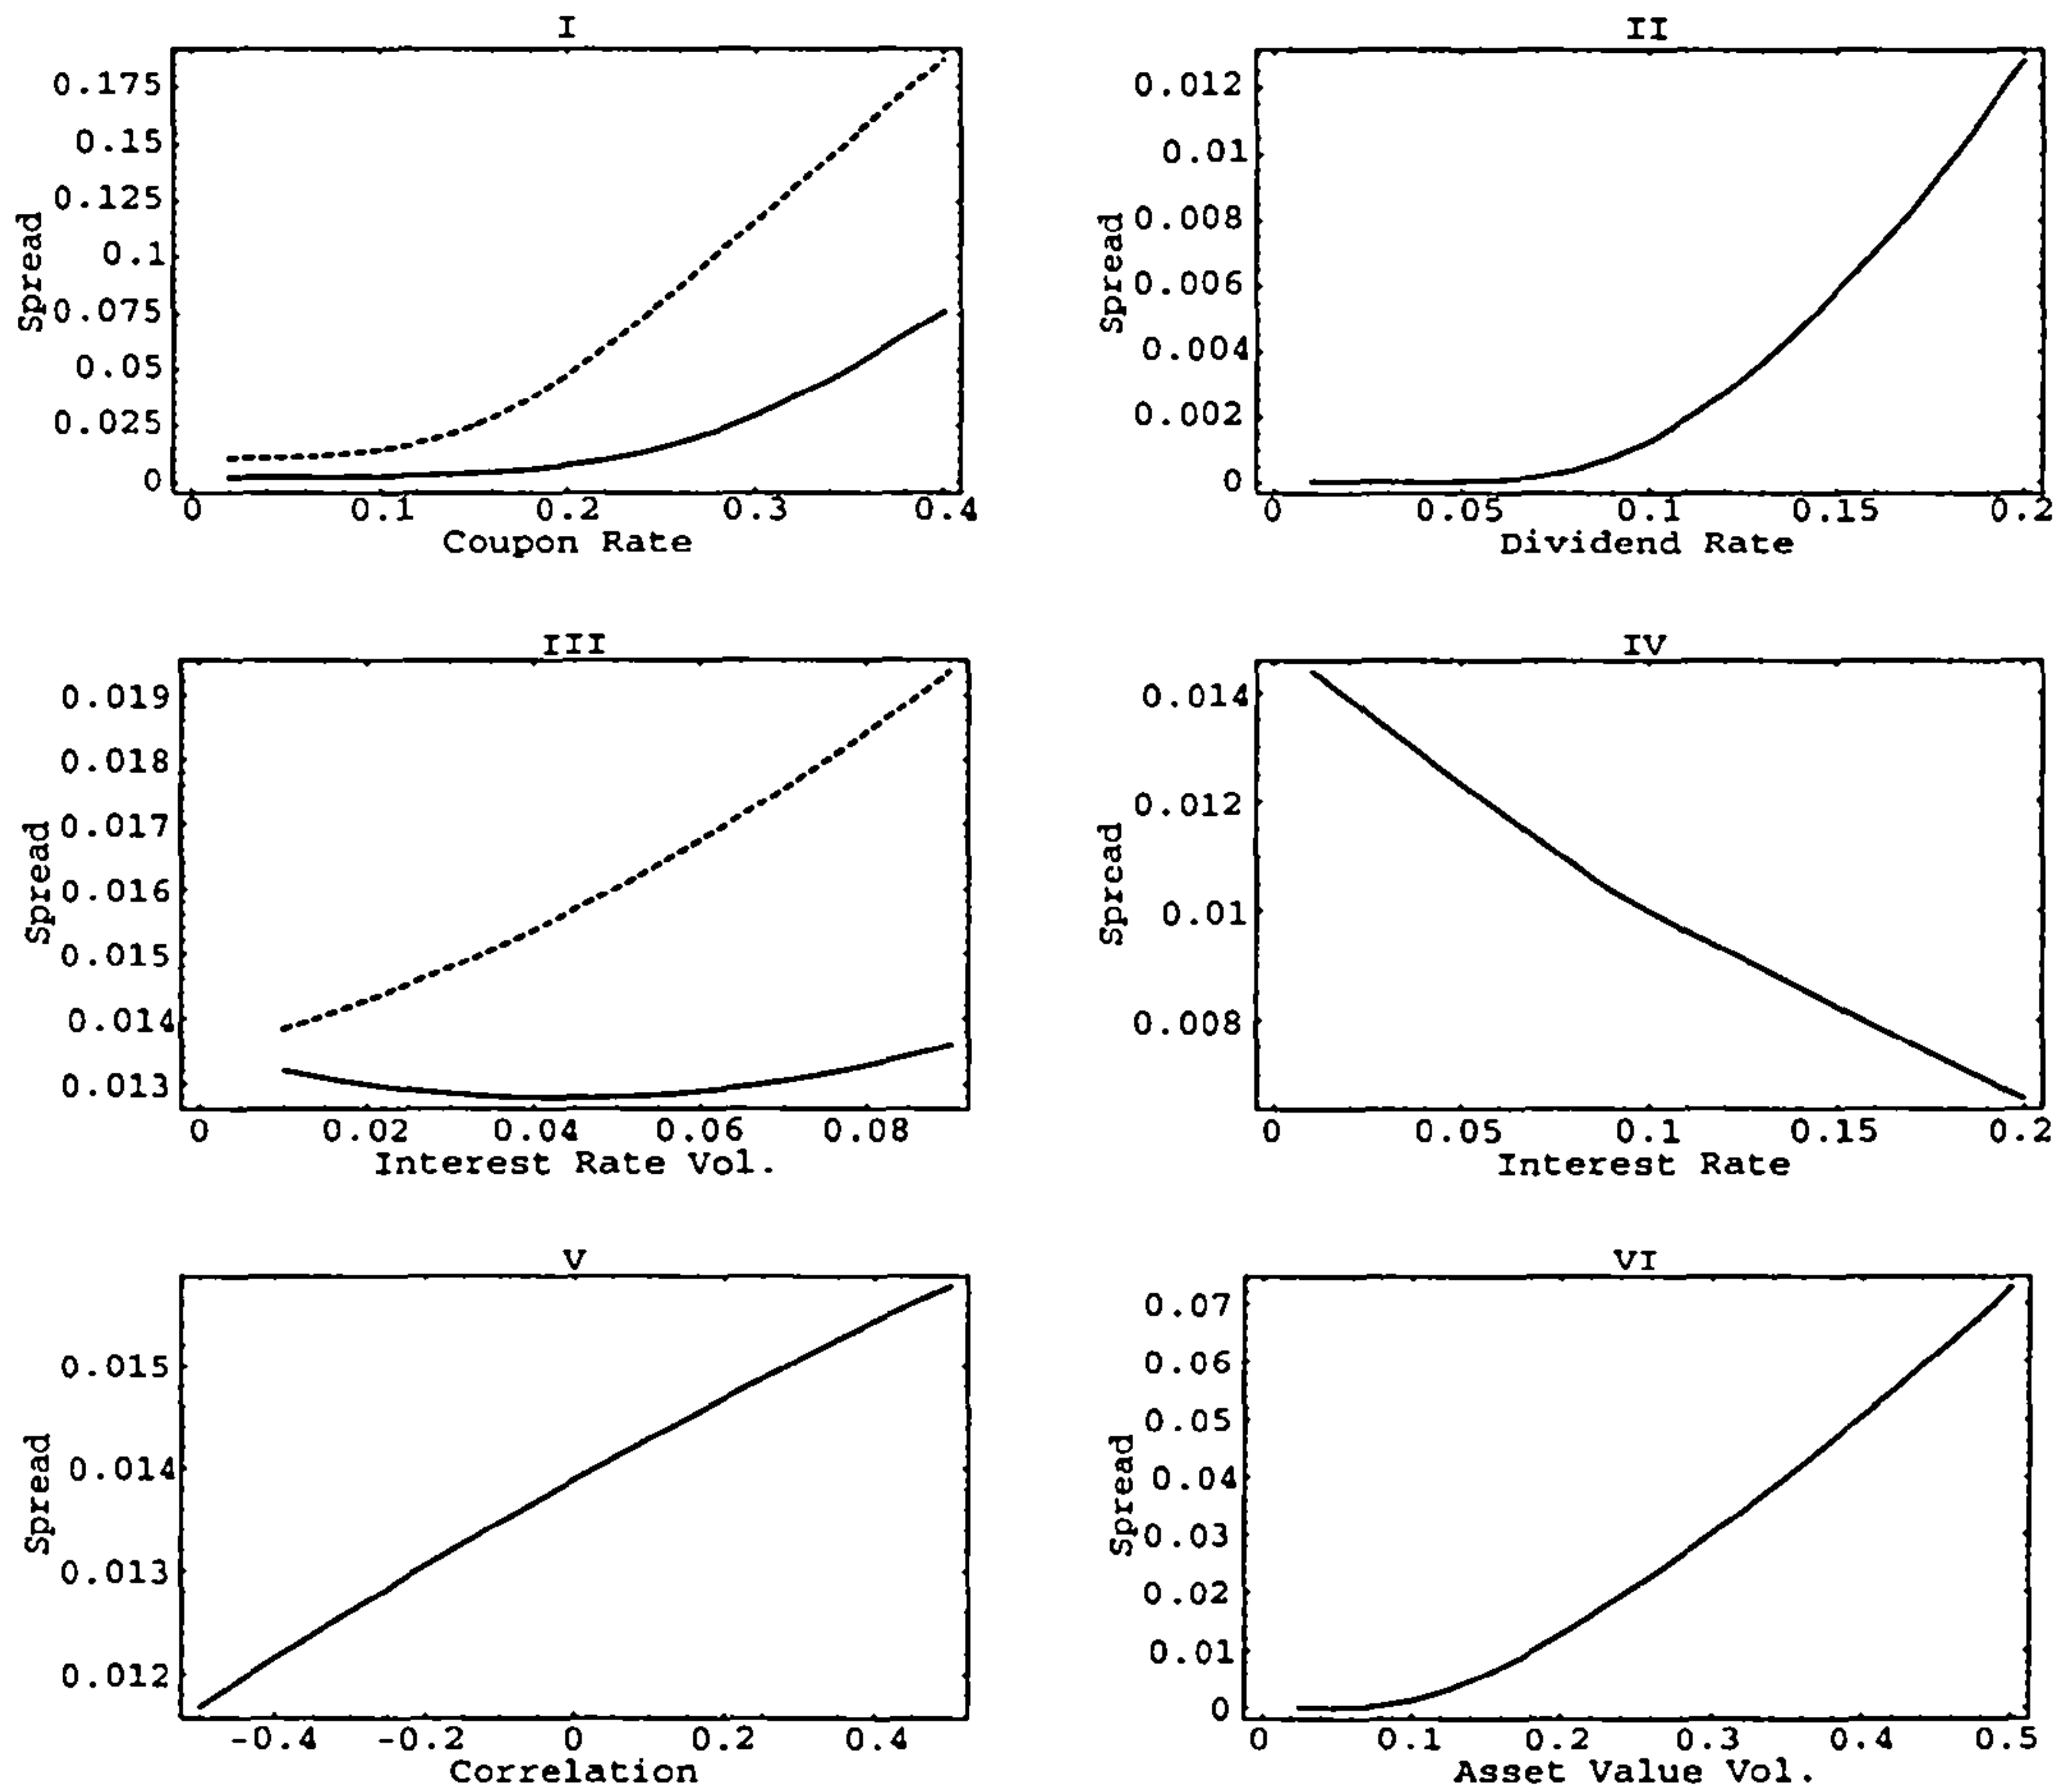 I
Spread
0.175
0.15
0.125
0.1
0.075
0.05
0.025
0
0 0.1 0.2 0.3 0.4
Coupon Rate
II
Spread
0.012
0.01
0.008
0.006
0.004
0.002
0
0 0.05 0.1 0.15 0.2
Dividend Rate
III
Spread
0.019
0.018
0.017
0.016
0.015
0.014
0.013
0 0.02 0.04 0.06 0.08
Interest Rate Vol.
IV
Spread
0.014
0.012
0.01
0.008
0 0.05 0.1 0.15 0.2
Interest Rate
V
Spread
0.015
0.014
0.013
0.012
-0.4 -0.2 0 0.2 0.4
Correlation
VI
Spread
0.07
0.06
0.05
0.04
0.03
0.02
0.01
0
0 0.1 0.2 0.3 0.4 0.5
Asset Value Vol.